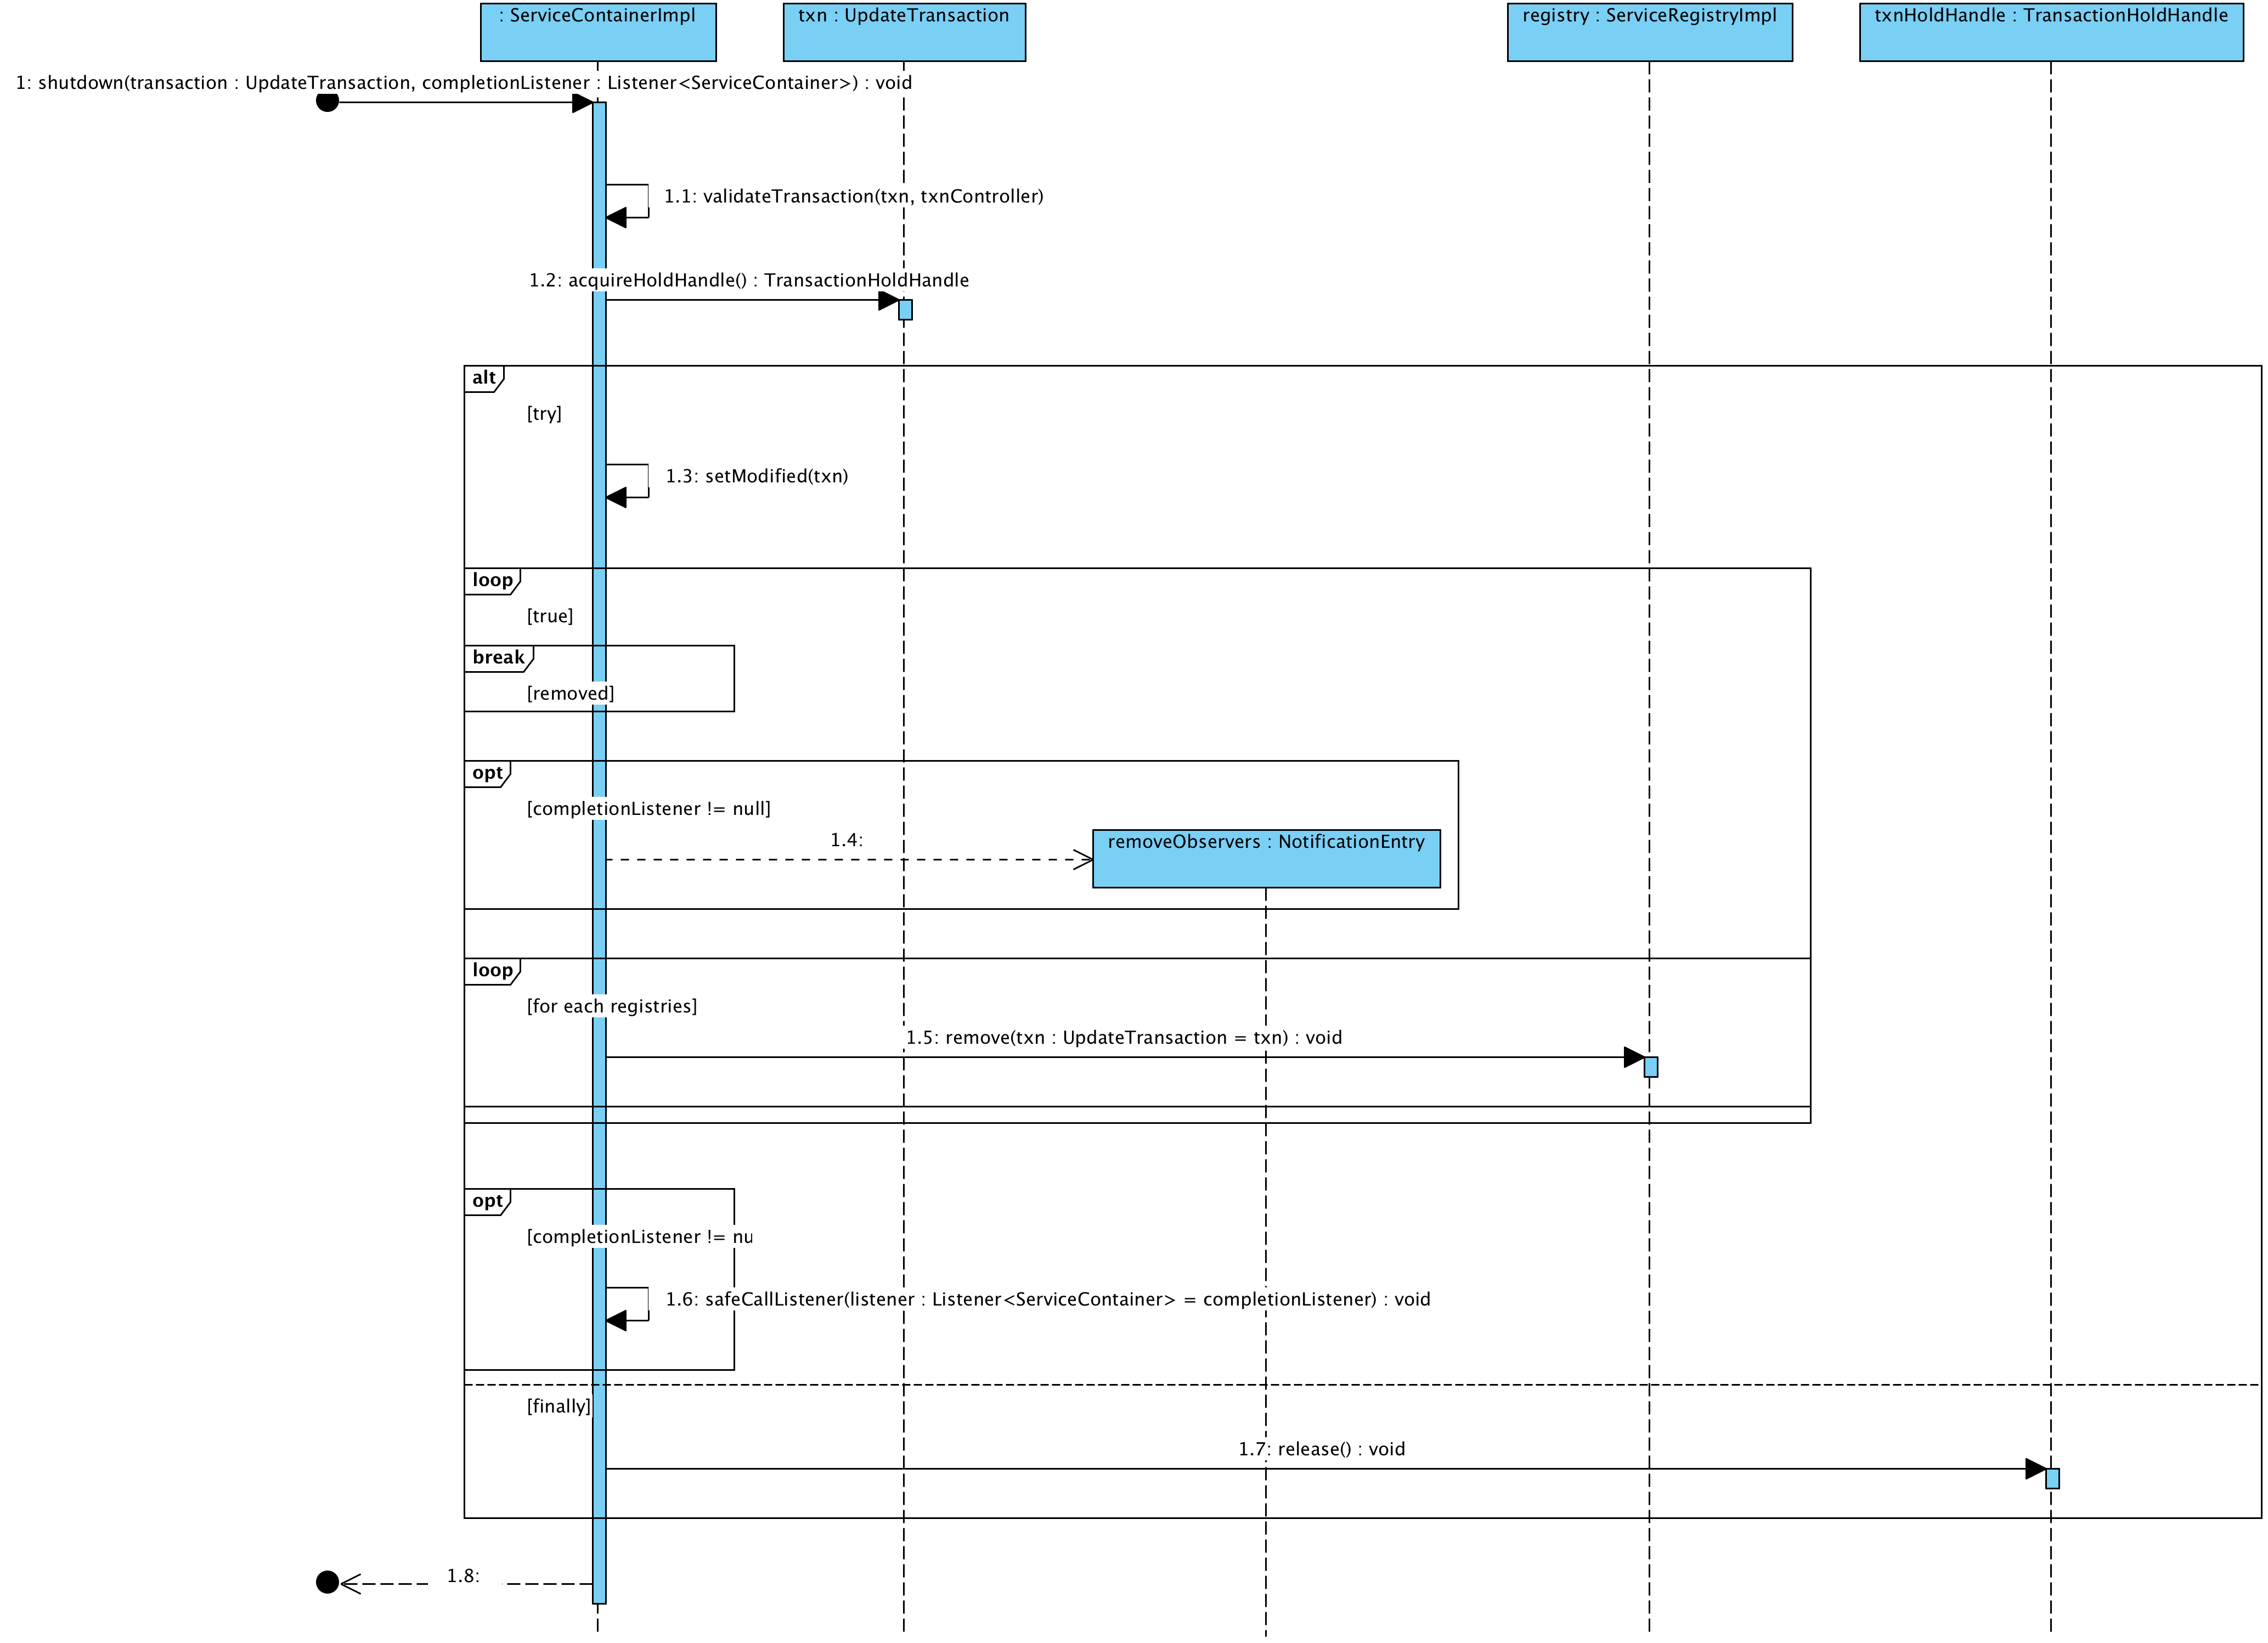 : ServiceContainerImpl
txn : UpdateTransaction
registry : ServiceRegistryImpl
txnHoldHandle : TransactionHoldHandle
1: shutdown(transaction : UpdateTransaction, completionListener : Listener<ServiceContainer>) : void
1.1: validateTransaction(txn, txnController)
1.2: acquireHoldHandle() : TransactionHoldHandle
alt
[try]
1.3: setModified(txn)
loop
[true]
break
[removed]
opt
[completionListener != null]
1.4:
removeObservers : NotificationEntry
loop
[for each registries]
1.5: remove(txn : UpdateTransaction = txn) : void
opt
[completionListener != nu
1.6: safeCallListener(listener : Listener<ServiceContainer> = completionListener) : void
[finally]
1.7: release() : void
1.8: